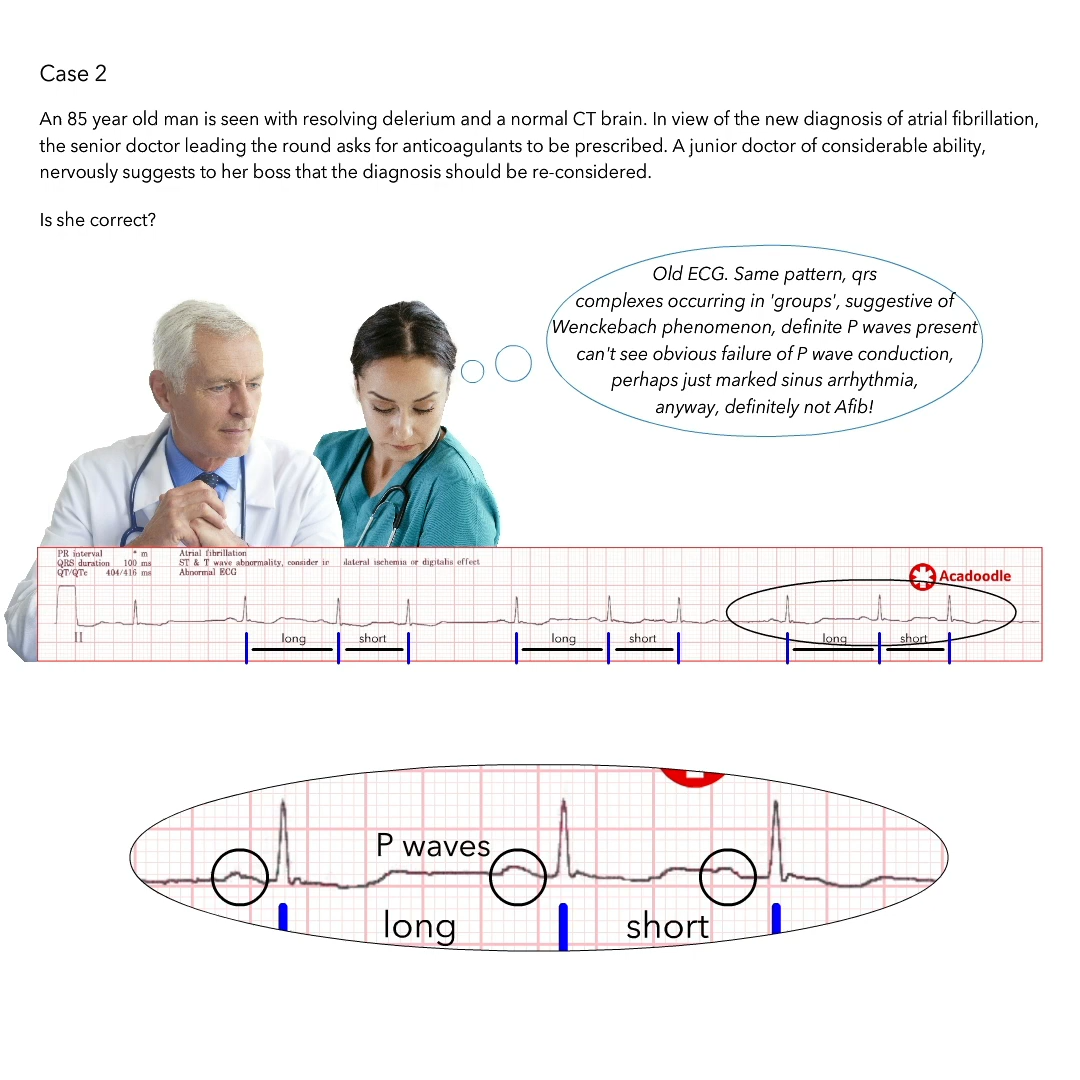 Case 2
An 85 year old man is seen with resolving delerium and a normal CT brain. In view of the new diagnosis of atrial fibrillation,
the senior doctor leading the round asks for anticoagulants to be prescribed. A junior doctor of considerable ability,
nervously suggests to her boss that the diagnosis should be re-considered.
Is she correct?
Old ECG. Same pattern, qrs
complexes occurring in 'groups', suggestive of
Wenckebach phenomenon, definite P waves present
can't see obvious failure of P wave conduction,
perhaps just marked sinus arrhythmia,
anyway, definitely not Afib!
PR interval * m Atrial fibrillation
QRS duration 100 ms ST & T wave abnormality, consider ir lateral ischemia or digitalis effect
QT/QTc 404/416 ms Abnormal ECG
Acadoodle
II long short long short long short
P waves
long short